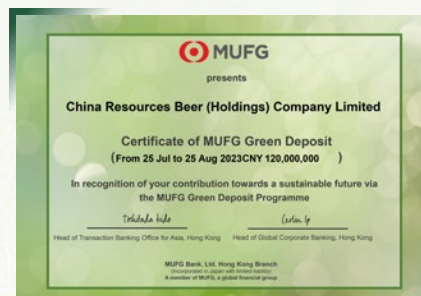 MUFG
presents
China Resources Beer (Holdings) Company Limited
Certificate of MUFG Green Deposit
(From 25 Jul to 25 Aug 2023CNY 120,000,000 )
In recognition of your contribution towards a sustainable future via
the MUFG Green Deposit Programme
Head of Transaction Banking Office for Asia, Hong Kong Head of Global Corporate Banking, Hong Kong
MUFG Bank, Ltd. Hong Kong Branch
(incorporated in Japan with limited liability)
A member of MUFG, a global financial group